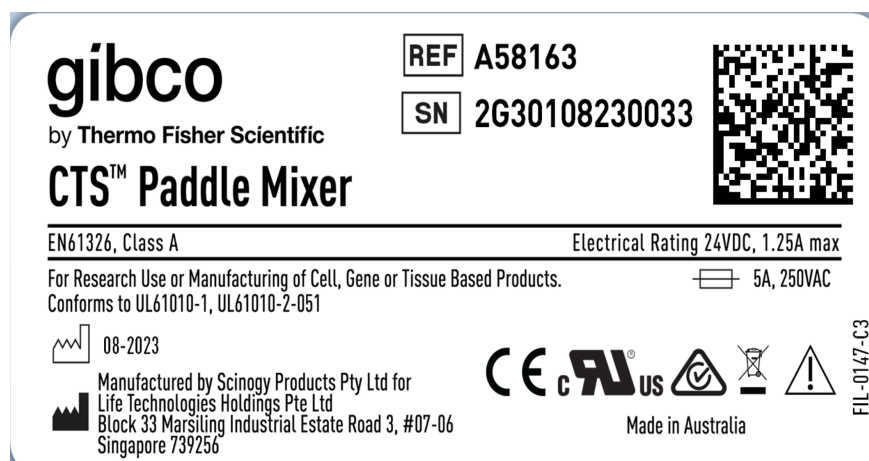 gibco
by Thermo Fisher Scientific
CTS™ Paddle Mixer
REF A58163
SN 2G30108230033
EN61326, Class A
Electrical Rating 24VDC, 1.25A max
For Research Use or Manufacturing of Cell, Gene or Tissue Based Products.
Conforms to UL61010-1, UL61010-2-051
5A, 250VAC
08-2023
Manufactured by Scinogy Products Pty Ltd for
Life Technologies Holdings Pte Ltd
Block 33 Marsiling Industrial Estate Road 3, #07-06
Singapore 739256
CE c RU® US
Made in Australia
FIL-0147-C3